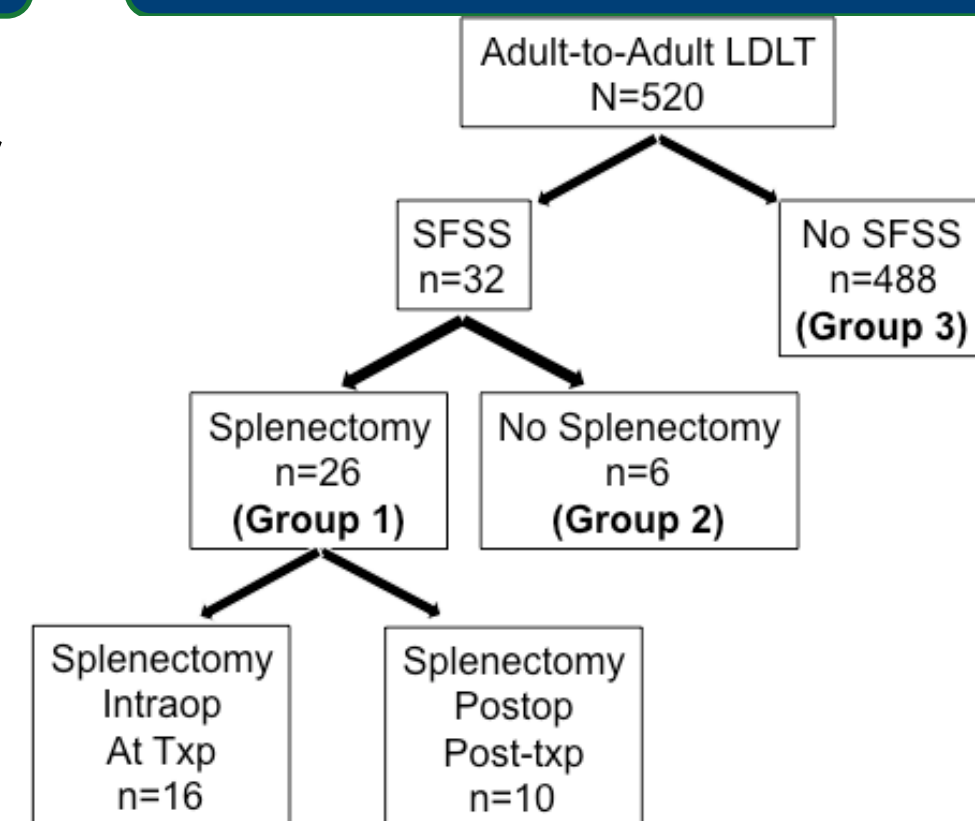 Adult-to-Adult LDLT
N=520
SFSS
n=32
No SFSS
n=488
(Group 3)
Splenectomy
n=26
(Group 1)
No Splenectomy
n=6
(Group 2)
Splenectomy
Intraop
At Txp
n=16
Splenectomy
Postop
Post-txp
n=10